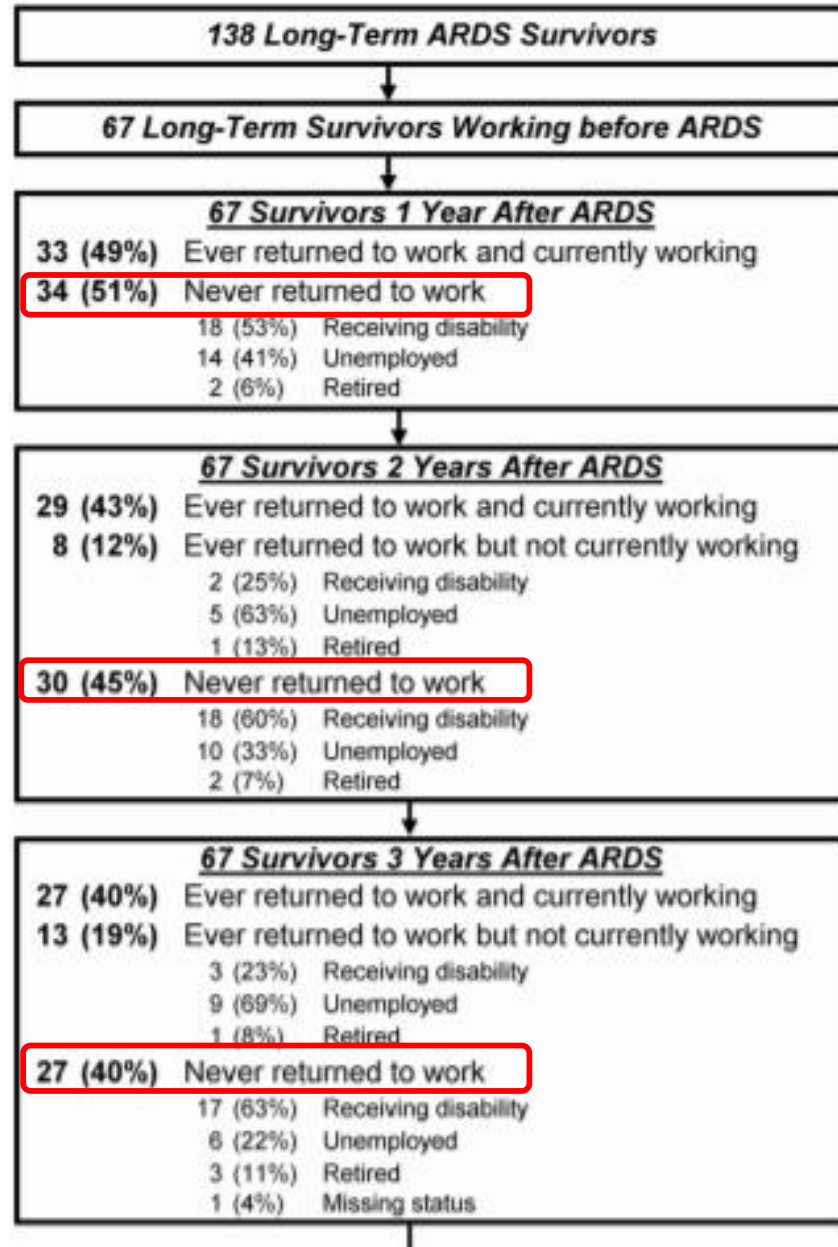 138 Long-Term ARDS Survivors
67 Long-Term Survivors Working before ARDS
67 Survivors 1 Year After ARDS
33 (49%) Ever returned to work and currently working
34 (51%) Never returned to work
18 (53%) Receiving disability
14 (41%) Unemployed
2 (6%) Retired
67 Survivors 2 Years After ARDS
29 (43%) Ever returned to work and currently working
8 (12%) Ever returned to work but not currently working
2 (25%) Receiving disability
5 (63%) Unemployed
1 (13%) Retired
30 (45%) Never returned to work
18 (60%) Receiving disability
10 (33%) Unemployed
2 (7%) Retired
67 Survivors 3 Years After ARDS
27 (40%) Ever returned to work and currently working
13 (19%) Ever returned to work but not currently working
3 (23%) Receiving disability
9 (69%) Unemployed
1 (8%) Retired
27 (40%) Never returned to work
17 (63%) Receiving disability
6 (22%) Unemployed
3 (11%) Retired
1 (4%) Missing status